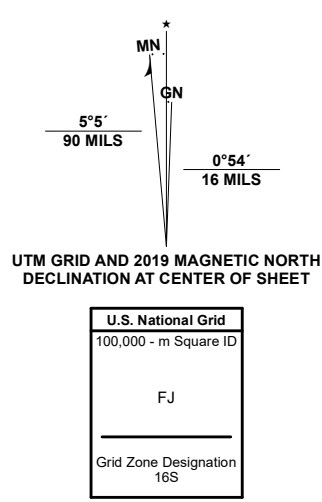 MN
GN
5°5´
90 MILS
0°54´
16 MILS
UTM GRID AND 2019 MAGNETIC NORTH
DECLINATION AT CENTER OF SHEET
U.S. National Grid
100,000 - m Square ID
FJ
Grid Zone Designation
16S